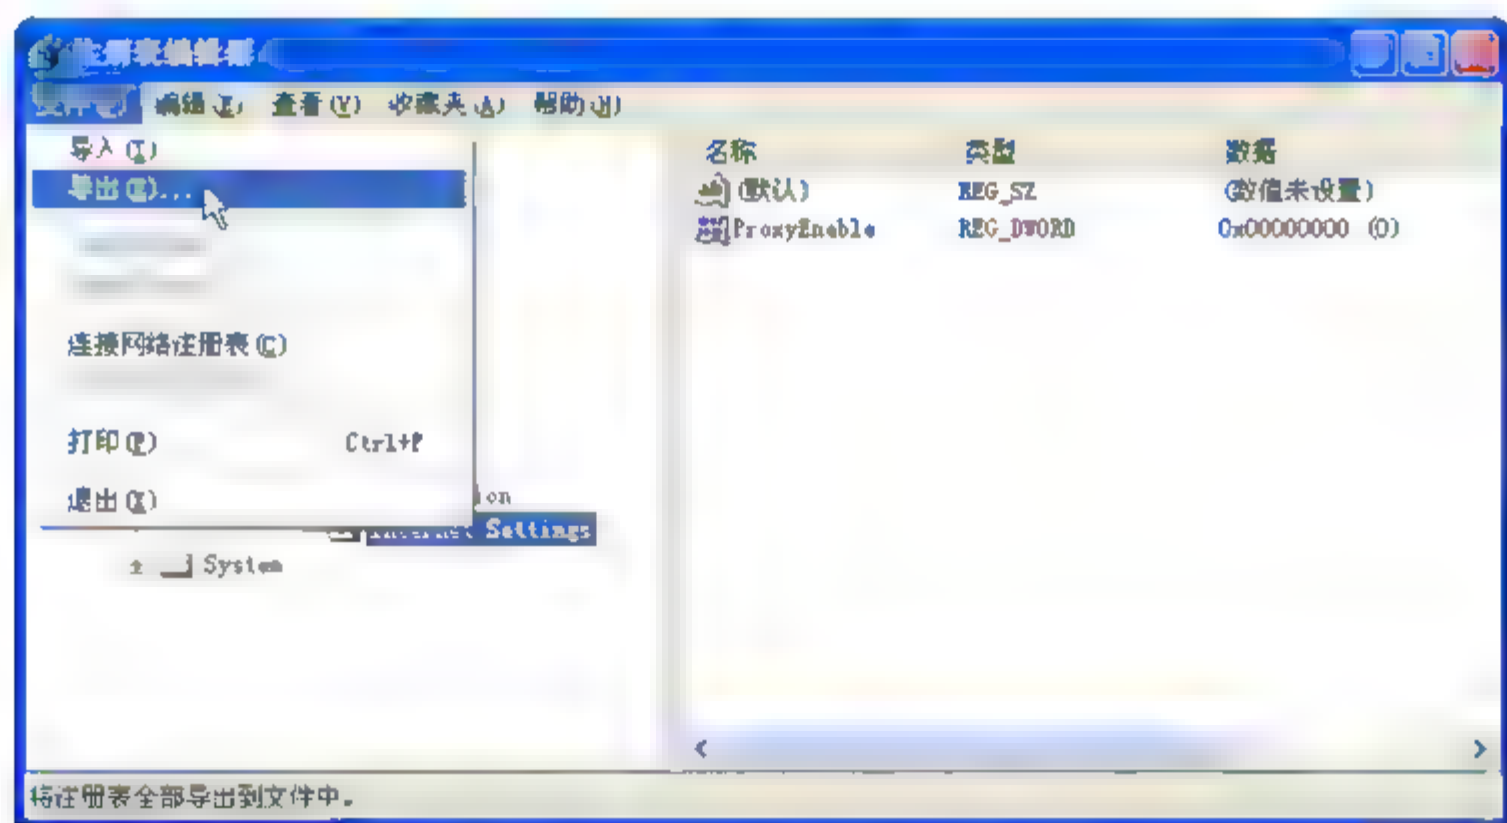 注册表编辑器
文件(F) 编辑(E) 查看(V) 收藏夹(A) 帮助(H)
导入(I)
导出(E)...
连接网络注册表(C)
打印(P) Ctrl+P
退出(X)
ion
Internet Settings
System
名称 类型 数据
(默认) REG_SZ (数值未设置)
ProxyEnable REG_DWORD 0x00000000 (0)
将注册表全部导出到文件中。